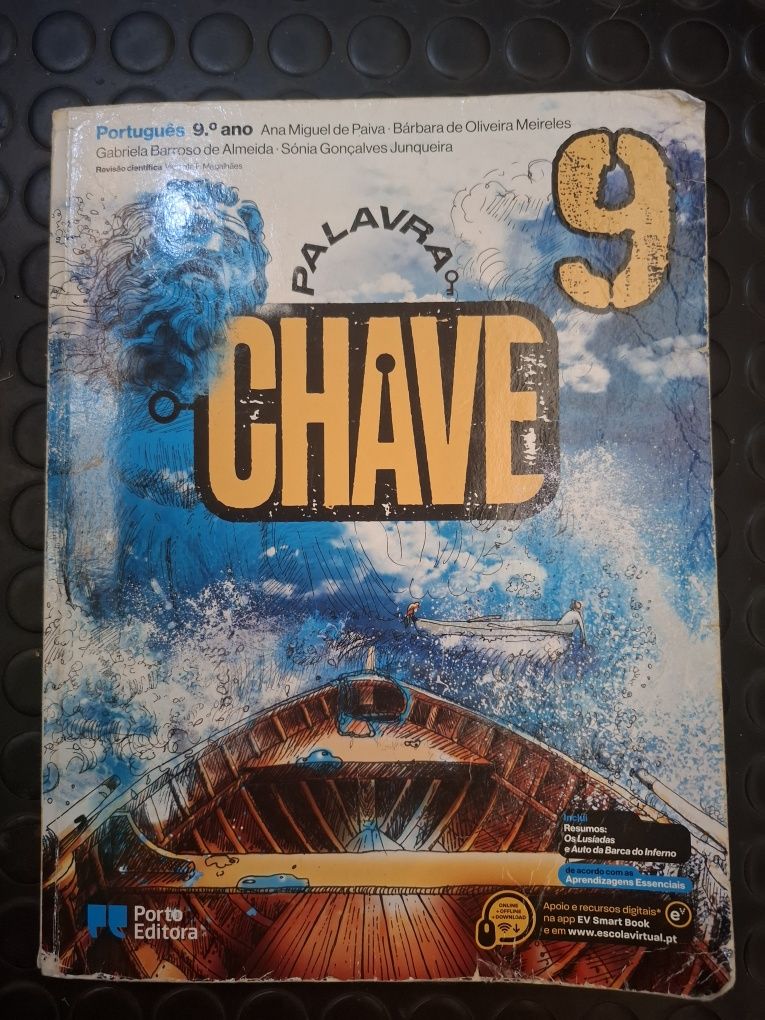 Português 9.º ano Ana Miguel de Paiva · Bárbara de Oliveira Meireles
Gabriela Barroso de Almeida · Sónia Gonçalves Junqueira
Revisão científica F. Magalhães
9
PALAVRA
CHAVE
Inclui
Resumos:
Os Lusíadas
e Auto da Barca do Inferno
de acordo com as
Aprendizagens Essenciais
ONLINE
+ OFFLINE
+ DOWNLOAD
Apoio e recursos digitais*
na app EV Smart Book
e em www.escolavirtual.pt
ev
Porto
Editora